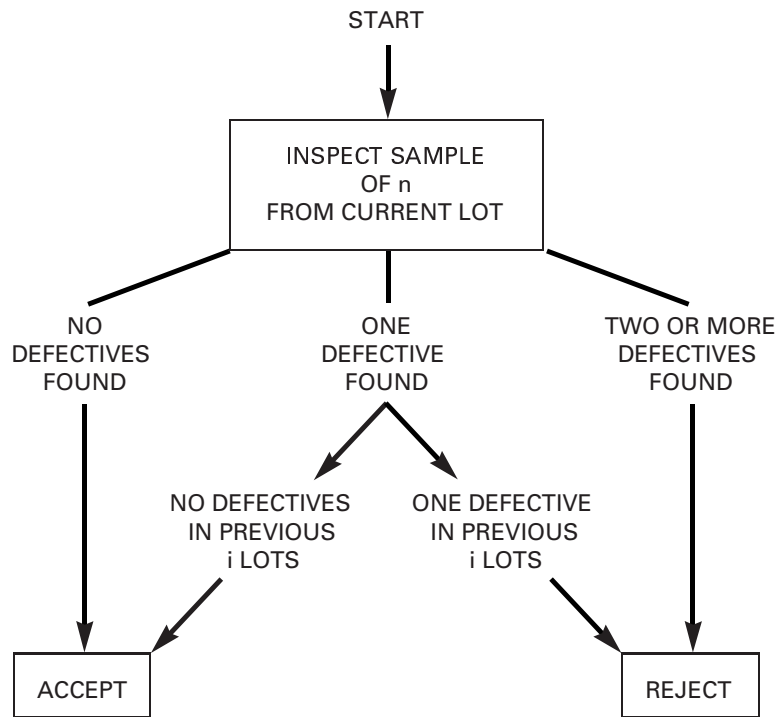 START
INSPECT SAMPLE
OF n
FROM CURRENT LOT
NO
DEFECTIVES
FOUND
ONE
DEFECTIVE
FOUND
TWO OR MORE
DEFECTIVES
FOUND
NO DEFECTIVES
IN PREVIOUS
i LOTS
ONE DEFECTIVE
IN PREVIOUS
i LOTS
ACCEPT
REJECT